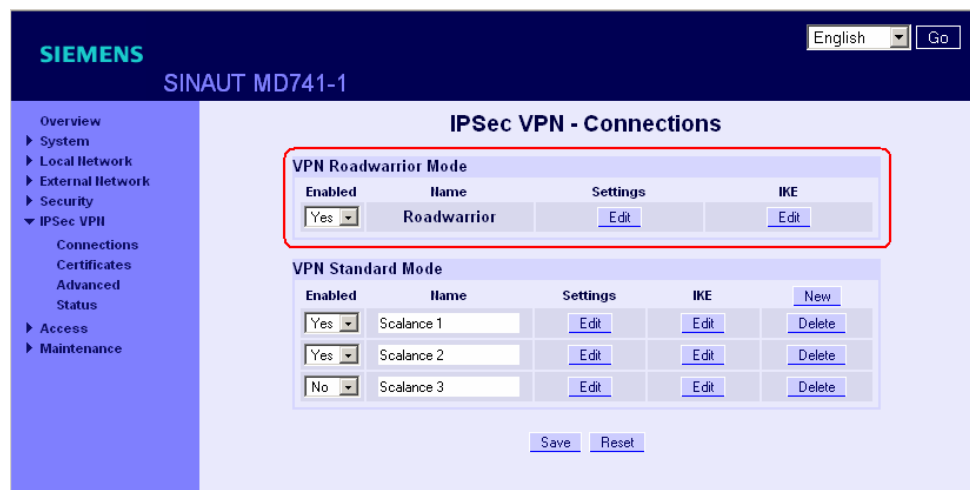 English Go
SIEMENS
SINAUT MD741-1
Overview
System
Local Network
External Network
Security
IPSec VPN
Connections
Certificates
Advanced
Status
Access
Maintenance
IPSec VPN - Connections
VPN Roadwarrior Mode
Enabled Name Settings IKE
Yes Roadwarrior Edit Edit
VPN Standard Mode
Enabled Name Settings IKE New
Yes Scalance 1 Edit Edit Delete
Yes Scalance 2 Edit Edit Delete
No Scalance 3 Edit Edit Delete
Save Reset